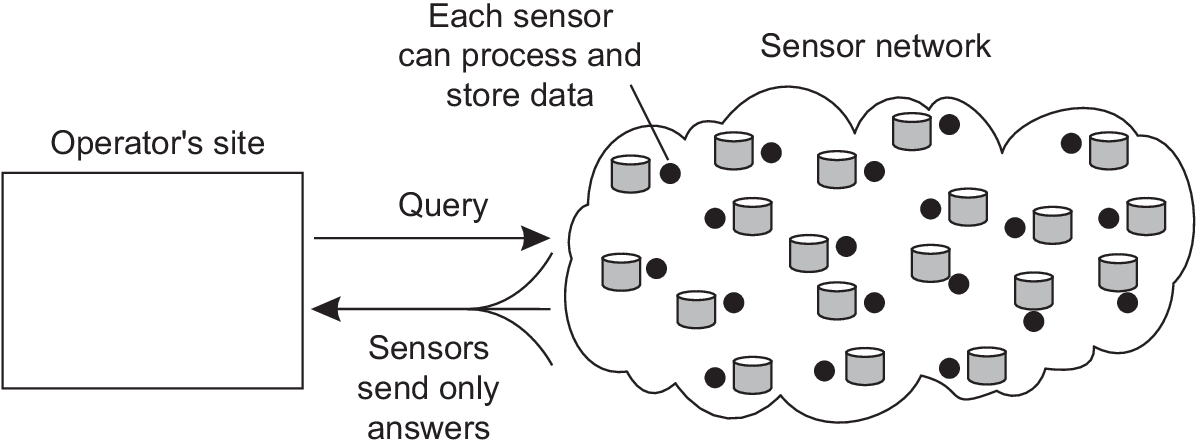 Each sensor
can process and
store data
Sensor network
Operator's site
Query
Sensors
send only
answers